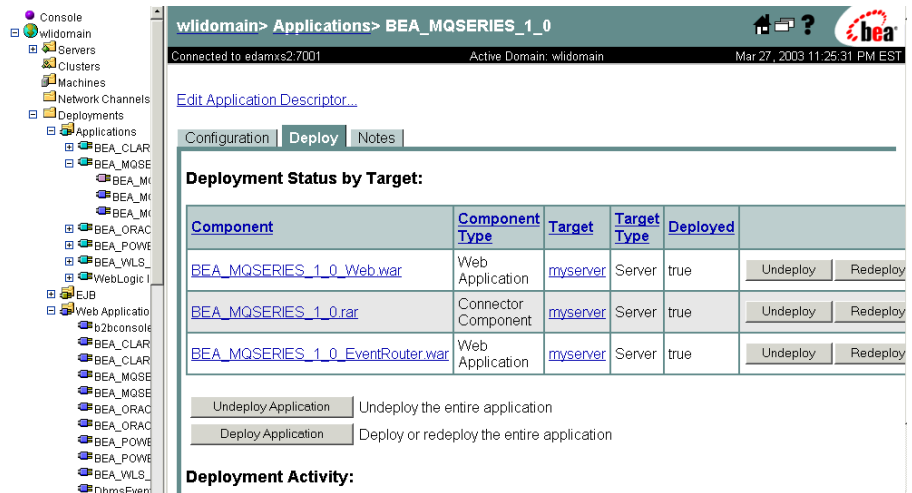 Console
wlidomain
Servers
Clusters
Machines
Network Channels
Deployments
Applications
BEA_CLAR
BEA_MQSE
BEA_M
BEA_M
BEA_M
BEA_ORAC
BEA_POWE
BEA_WLS_
WebLogic I
EJB
Web Applicatio
b2bconsole
BEA_CLAR
BEA_CLAR
BEA_MQSE
BEA_MQSE
BEA_ORAC
BEA_ORAC
BEA_POWE
BEA_POWE
BEA_WLS_
DbmsEven
wlidomain> Applications> BEA_MQSERIES_1_0
? bea
Connected to edamxs2:7001 Active Domain: wlidomain Mar 27, 2003 11:25:31 PM EST
Edit Application Descriptor...
Configuration Deploy Notes
Deployment Status by Target:
Component Component Type Target Target Type Deployed
BEA_MQSERIES_1_0_Web.war Web Application myserver Server true Undeploy Redeploy
BEA_MQSERIES_1_0.rar Connector Component myserver Server true Undeploy Redeploy
BEA_MQSERIES_1_0_EventRouter.war Web Application myserver Server true Undeploy Redeploy
Undeploy Application Undeploy the entire application
Deploy Application Deploy or redeploy the entire application
Deployment Activity: